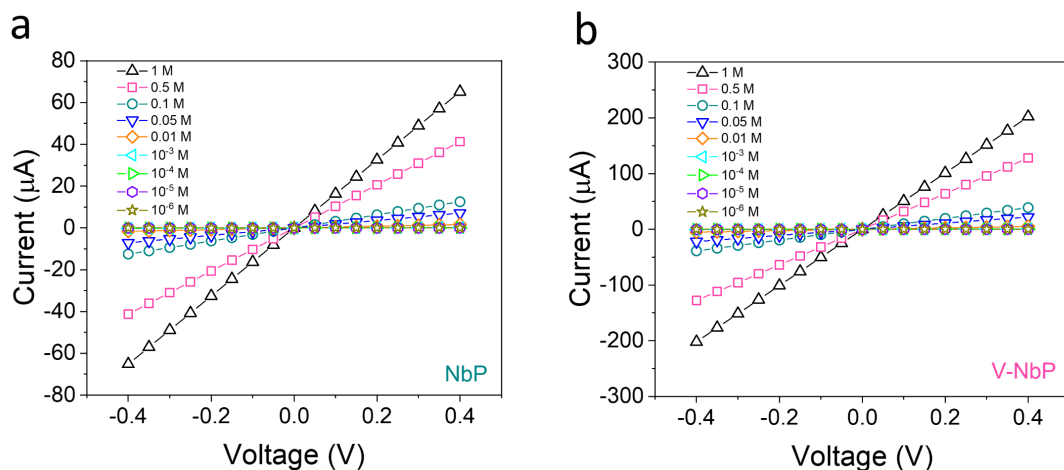 a
80
60
40
20
0
-20
-40
-60
-80
Current (μA)
1 M
0.5 M
0.1 M
0.05 M
0.01 M
10⁻³ M
10⁻⁴ M
10⁻⁵ M
10⁻⁶ M
NbP
-0.4 -0.2 0.0 0.2 0.4
Voltage (V)
b
300
200
100
0
-100
-200
-300
Current (μA)
1 M
0.5 M
0.1 M
0.05 M
0.01 M
10⁻³ M
10⁻⁴ M
10⁻⁵ M
10⁻⁶ M
V-NbP
-0.4 -0.2 0.0 0.2 0.4
Voltage (V)